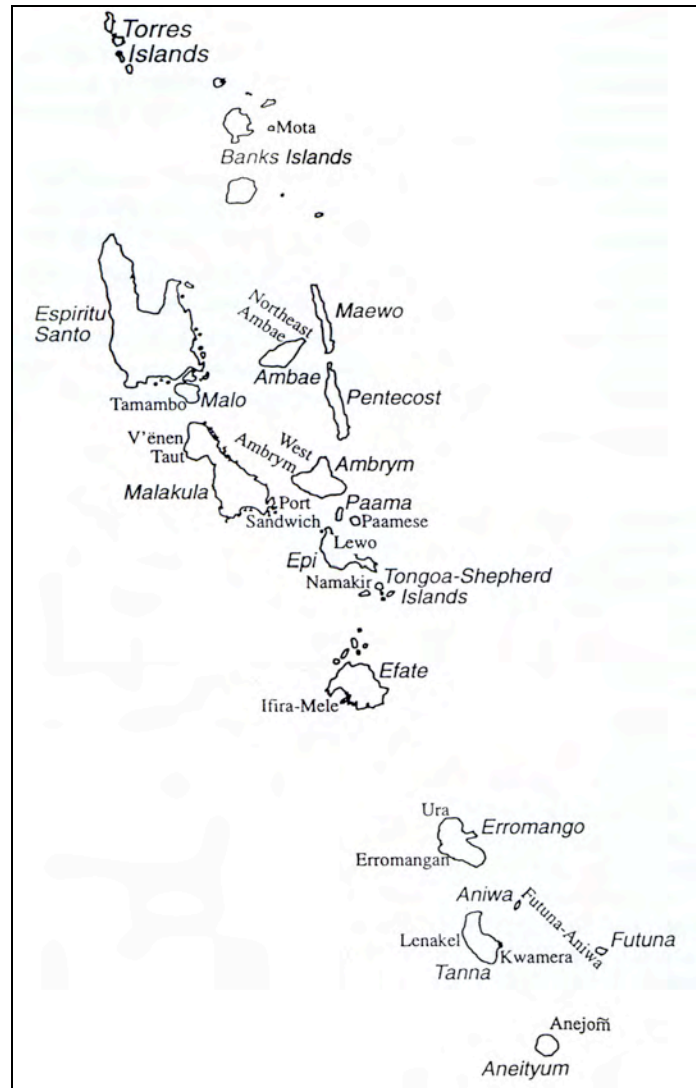 Torres
Islands
Mota
Banks Islands
Espiritu
Santo
Northeast
Ambae
Maewo
Ambae
Tamambo
Malo
Pentecost
V'ënen
Taut
West
Ambrym
Ambrym
Malakula
Port
Sandwich
Paama
Paamese
Lewo
Epi
Namakir
Tongoa-Shepherd
Islands
Efate
Ifira-Mele
Ura
Erromango
Erromangan
Aniwa
Futuna-Aniwa
Futuna
Lenakel
Kwamera
Tanna
Anejom̃
Aneityum